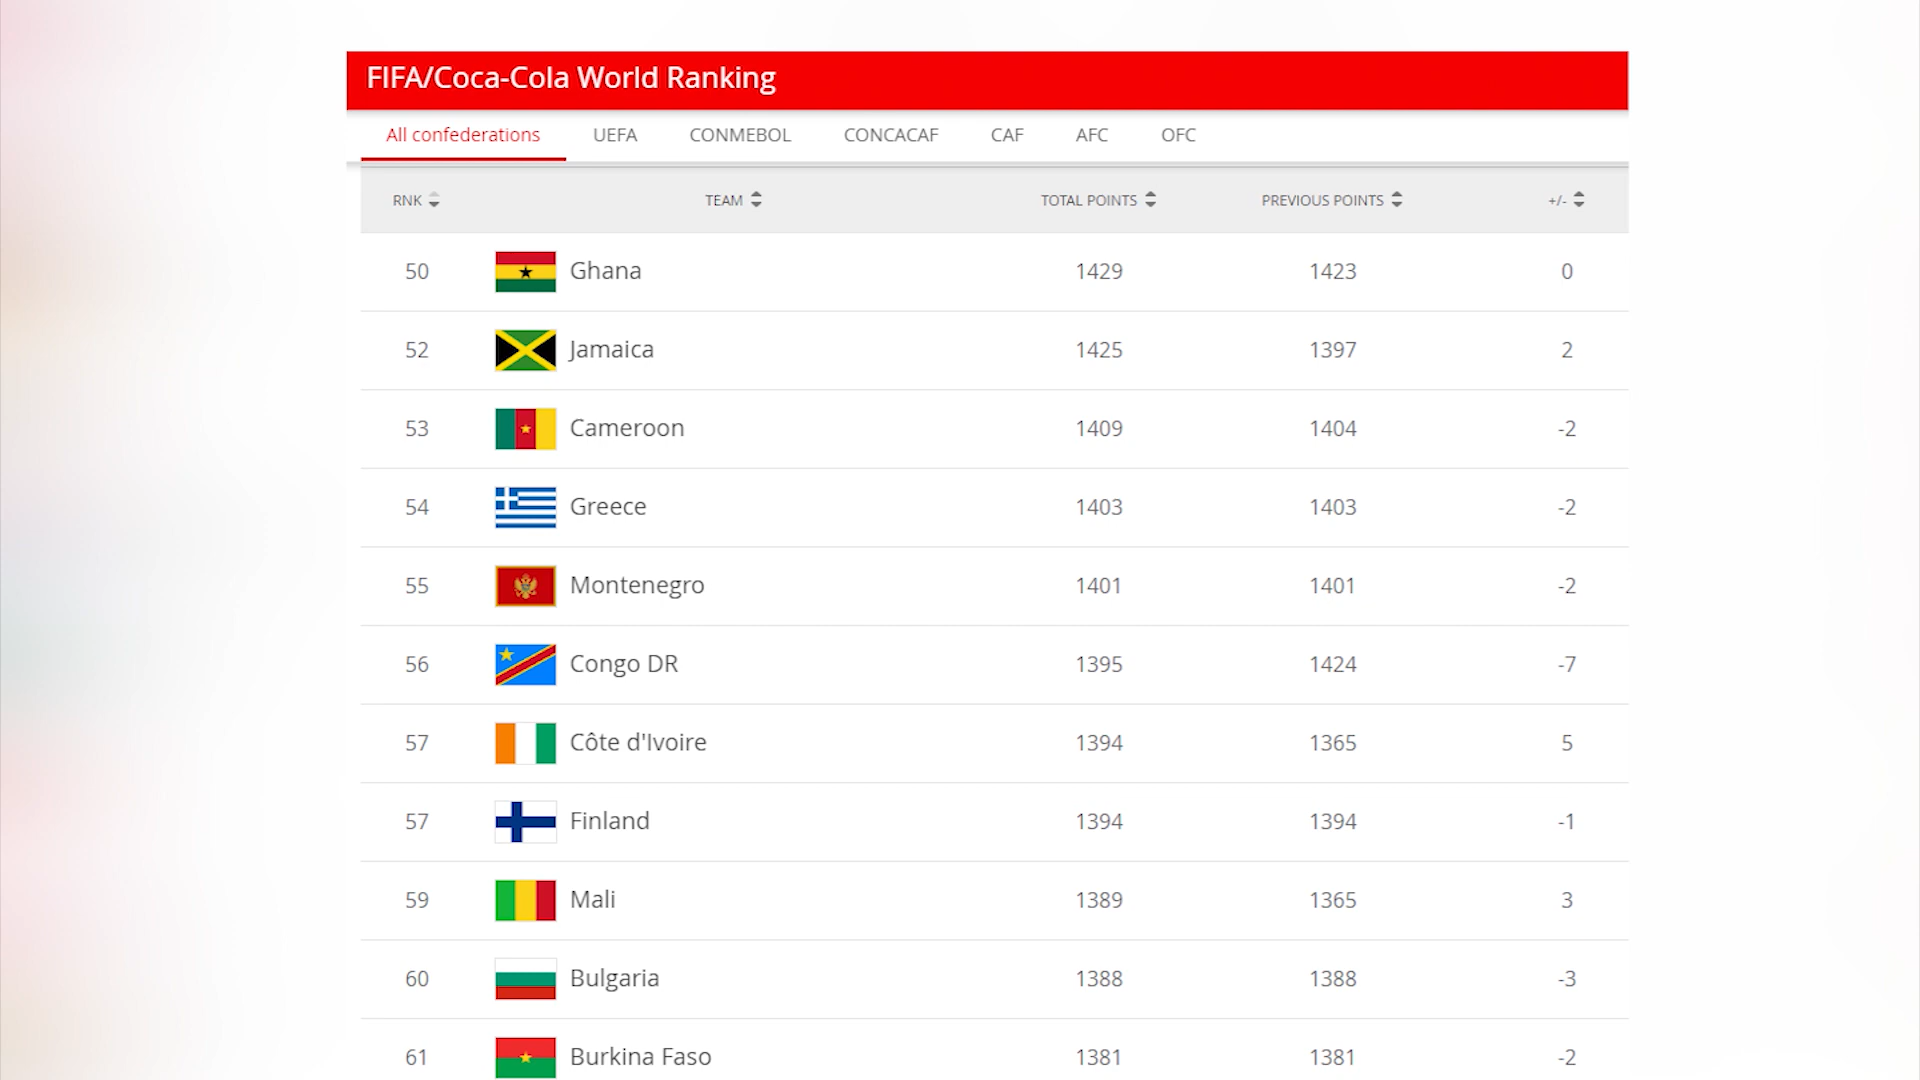 FIFA/Coca-Cola World Ranking
All confederations UEFA CONMEBOL CONCACAF CAF AFC OFC
RNK TEAM TOTAL POINTS PREVIOUS POINTS +/-
50 Ghana 1429 1423 0
52 Jamaica 1425 1397 2
53 Cameroon 1409 1404 -2
54 Greece 1403 1403 -2
55 Montenegro 1401 1401 -2
56 Congo DR 1395 1424 -7
57 Côte d'Ivoire 1394 1365 5
57 Finland 1394 1394 -1
59 Mali 1389 1365 3
60 Bulgaria 1388 1388 -3
61 Burkina Faso 1381 1381 -2